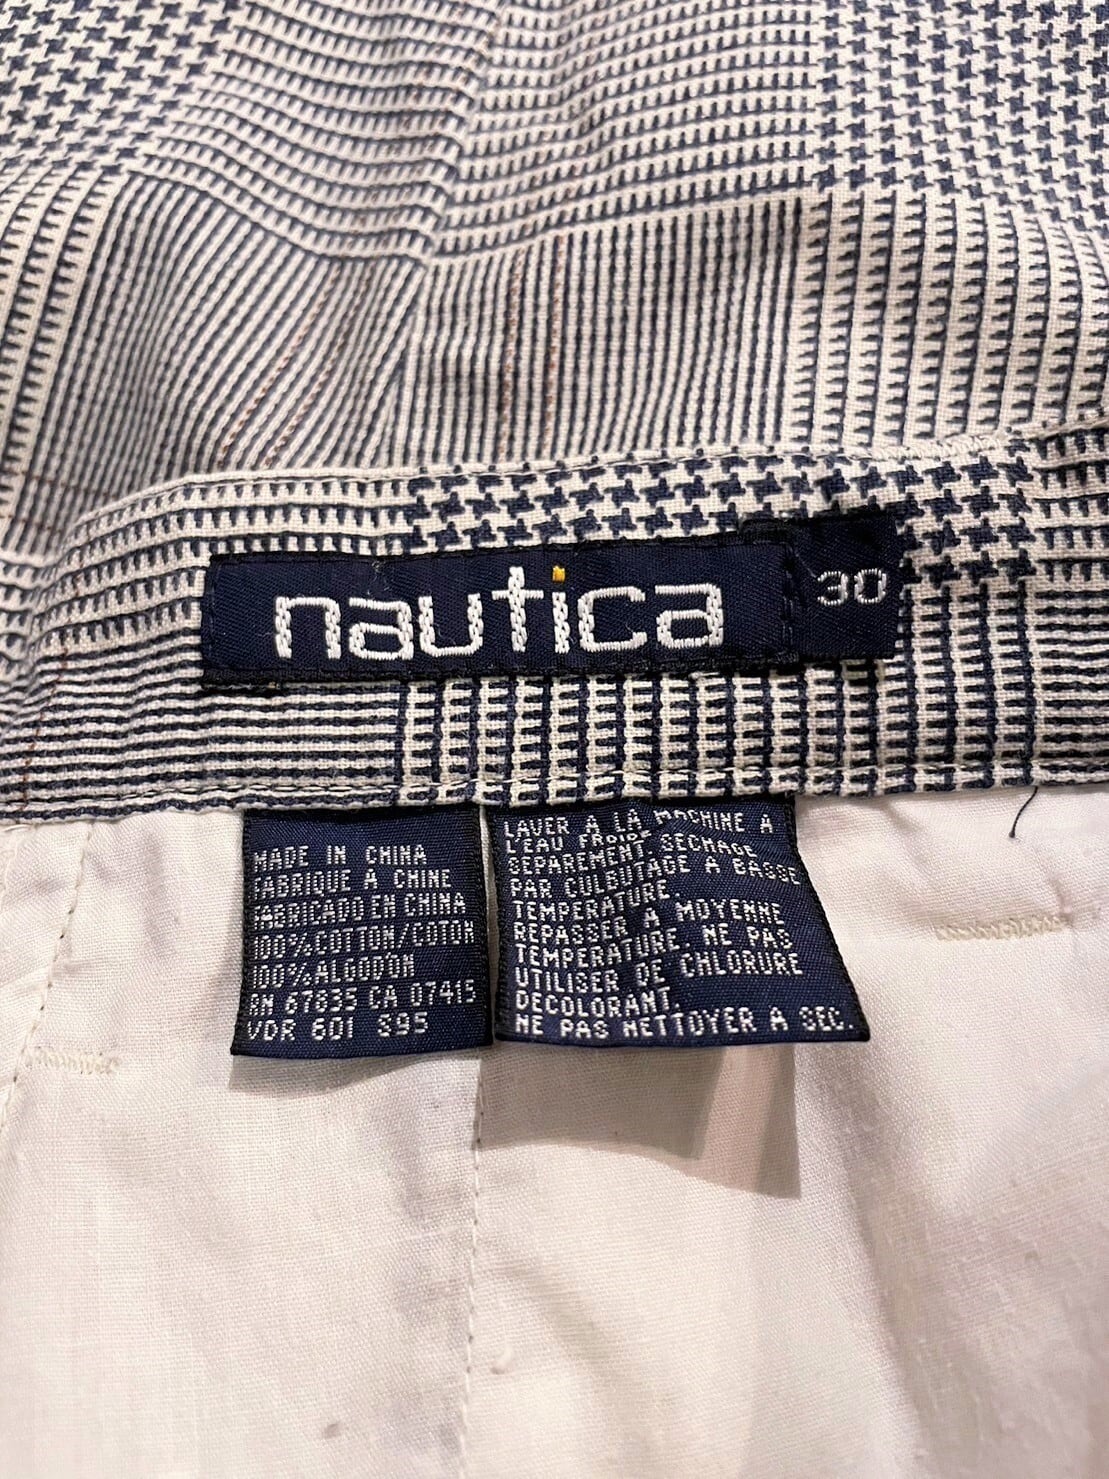 nautica
30
MADE IN CHINA
FABRIQUE A CHINE
FABRICADO EN CHINA
100%COTTON/COTON
100%ALGODON
RN 67835 CA 07415
VDR 601 S95
LAVER A LA MACHINE A
L'EAU FROIDE
SEPAREMENT. SECHAGE
PAR CULBUTAGE A BASSE
TEMPERATURE.
REPASSER A MOYENNE
TEMPERATURE. NE PAS
UTILISER DE CHLORURE
DECOLORANT.
NE PAS NETTOYER A SEC.